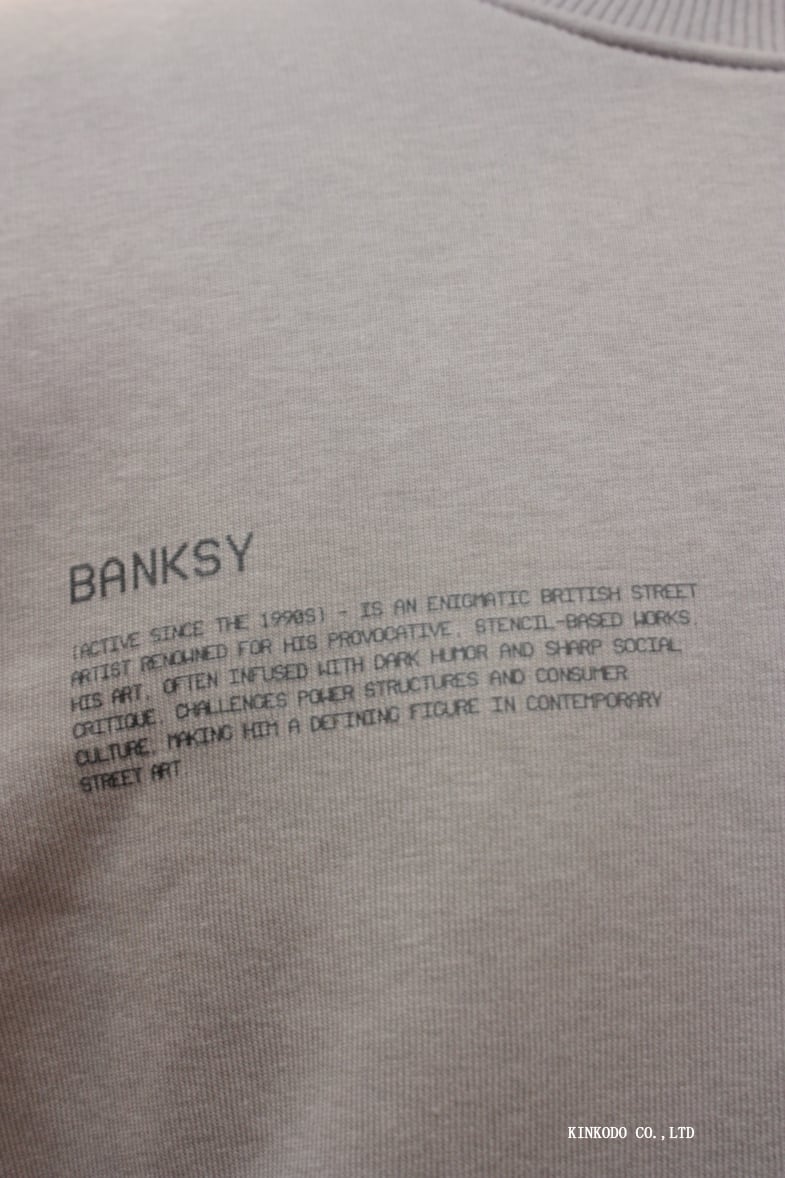 BANKSY
(ACTIVE SINCE THE 1990S) - IS AN ENIGMATIC BRITISH STREET
ARTIST RENOWNED FOR HIS PROVOCATIVE, STENCIL-BASED WORKS.
HIS ART, OFTEN INFUSED WITH DARK HUMOR AND SHARP SOCIAL
CRITIQUE, CHALLENGES POWER STRUCTURES AND CONSUMER
CULTURE, MAKING HIM A DEFINING FIGURE IN CONTEMPORARY
STREET ART.
KINKODO CO.,LTD